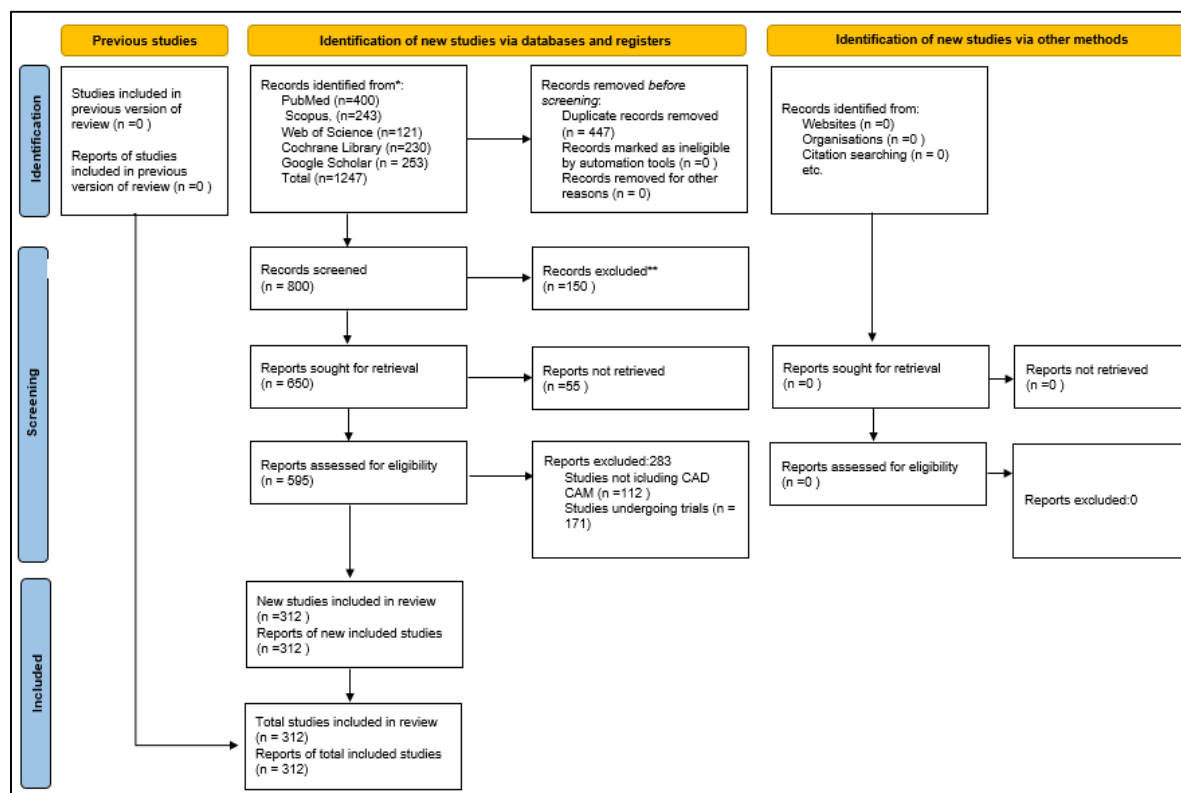 Previous studies
Identification of new studies via databases and registers
Identification of new studies via other methods
Identification
Studies included in
previous version of
review (n =0 )
Reports of studies
included in previous
version of review (n =0 )
Records identified from*:
PubMed (n=400)
Scopus, (n=243)
Web of Science (n=121)
Cochrane Library (n=230)
Google Scholar (n = 253)
Total (n=1247)
Records removed before
screening:
Duplicate records removed
(n = 447)
Records marked as ineligible
by automation tools (n =0 )
Records removed for other
reasons (n = 0)
Records identified from:
Websites (n =0)
Organisations (n =0 )
Citation searching (n = 0)
etc.
Screening
Records screened
(n = 800)
Records excluded**
(n =150 )
Reports sought for retrieval
(n = 650)
Reports not retrieved
(n =55 )
Reports sought for retrieval
(n =0 )
Reports not retrieved
(n =0 )
Reports assessed for eligibility
(n = 595)
Reports excluded:283
Studies not icluding CAD
CAM (n =112 )
Studies undergoing trials (n =
171)
Reports assessed for eligibility
(n =0 )
Reports excluded:0
Included
New studies included in review
(n =312 )
Reports of new included studies
(n =312 )
Total studies included in review
(n = 312)
Reports of total included studies
(n = 312)